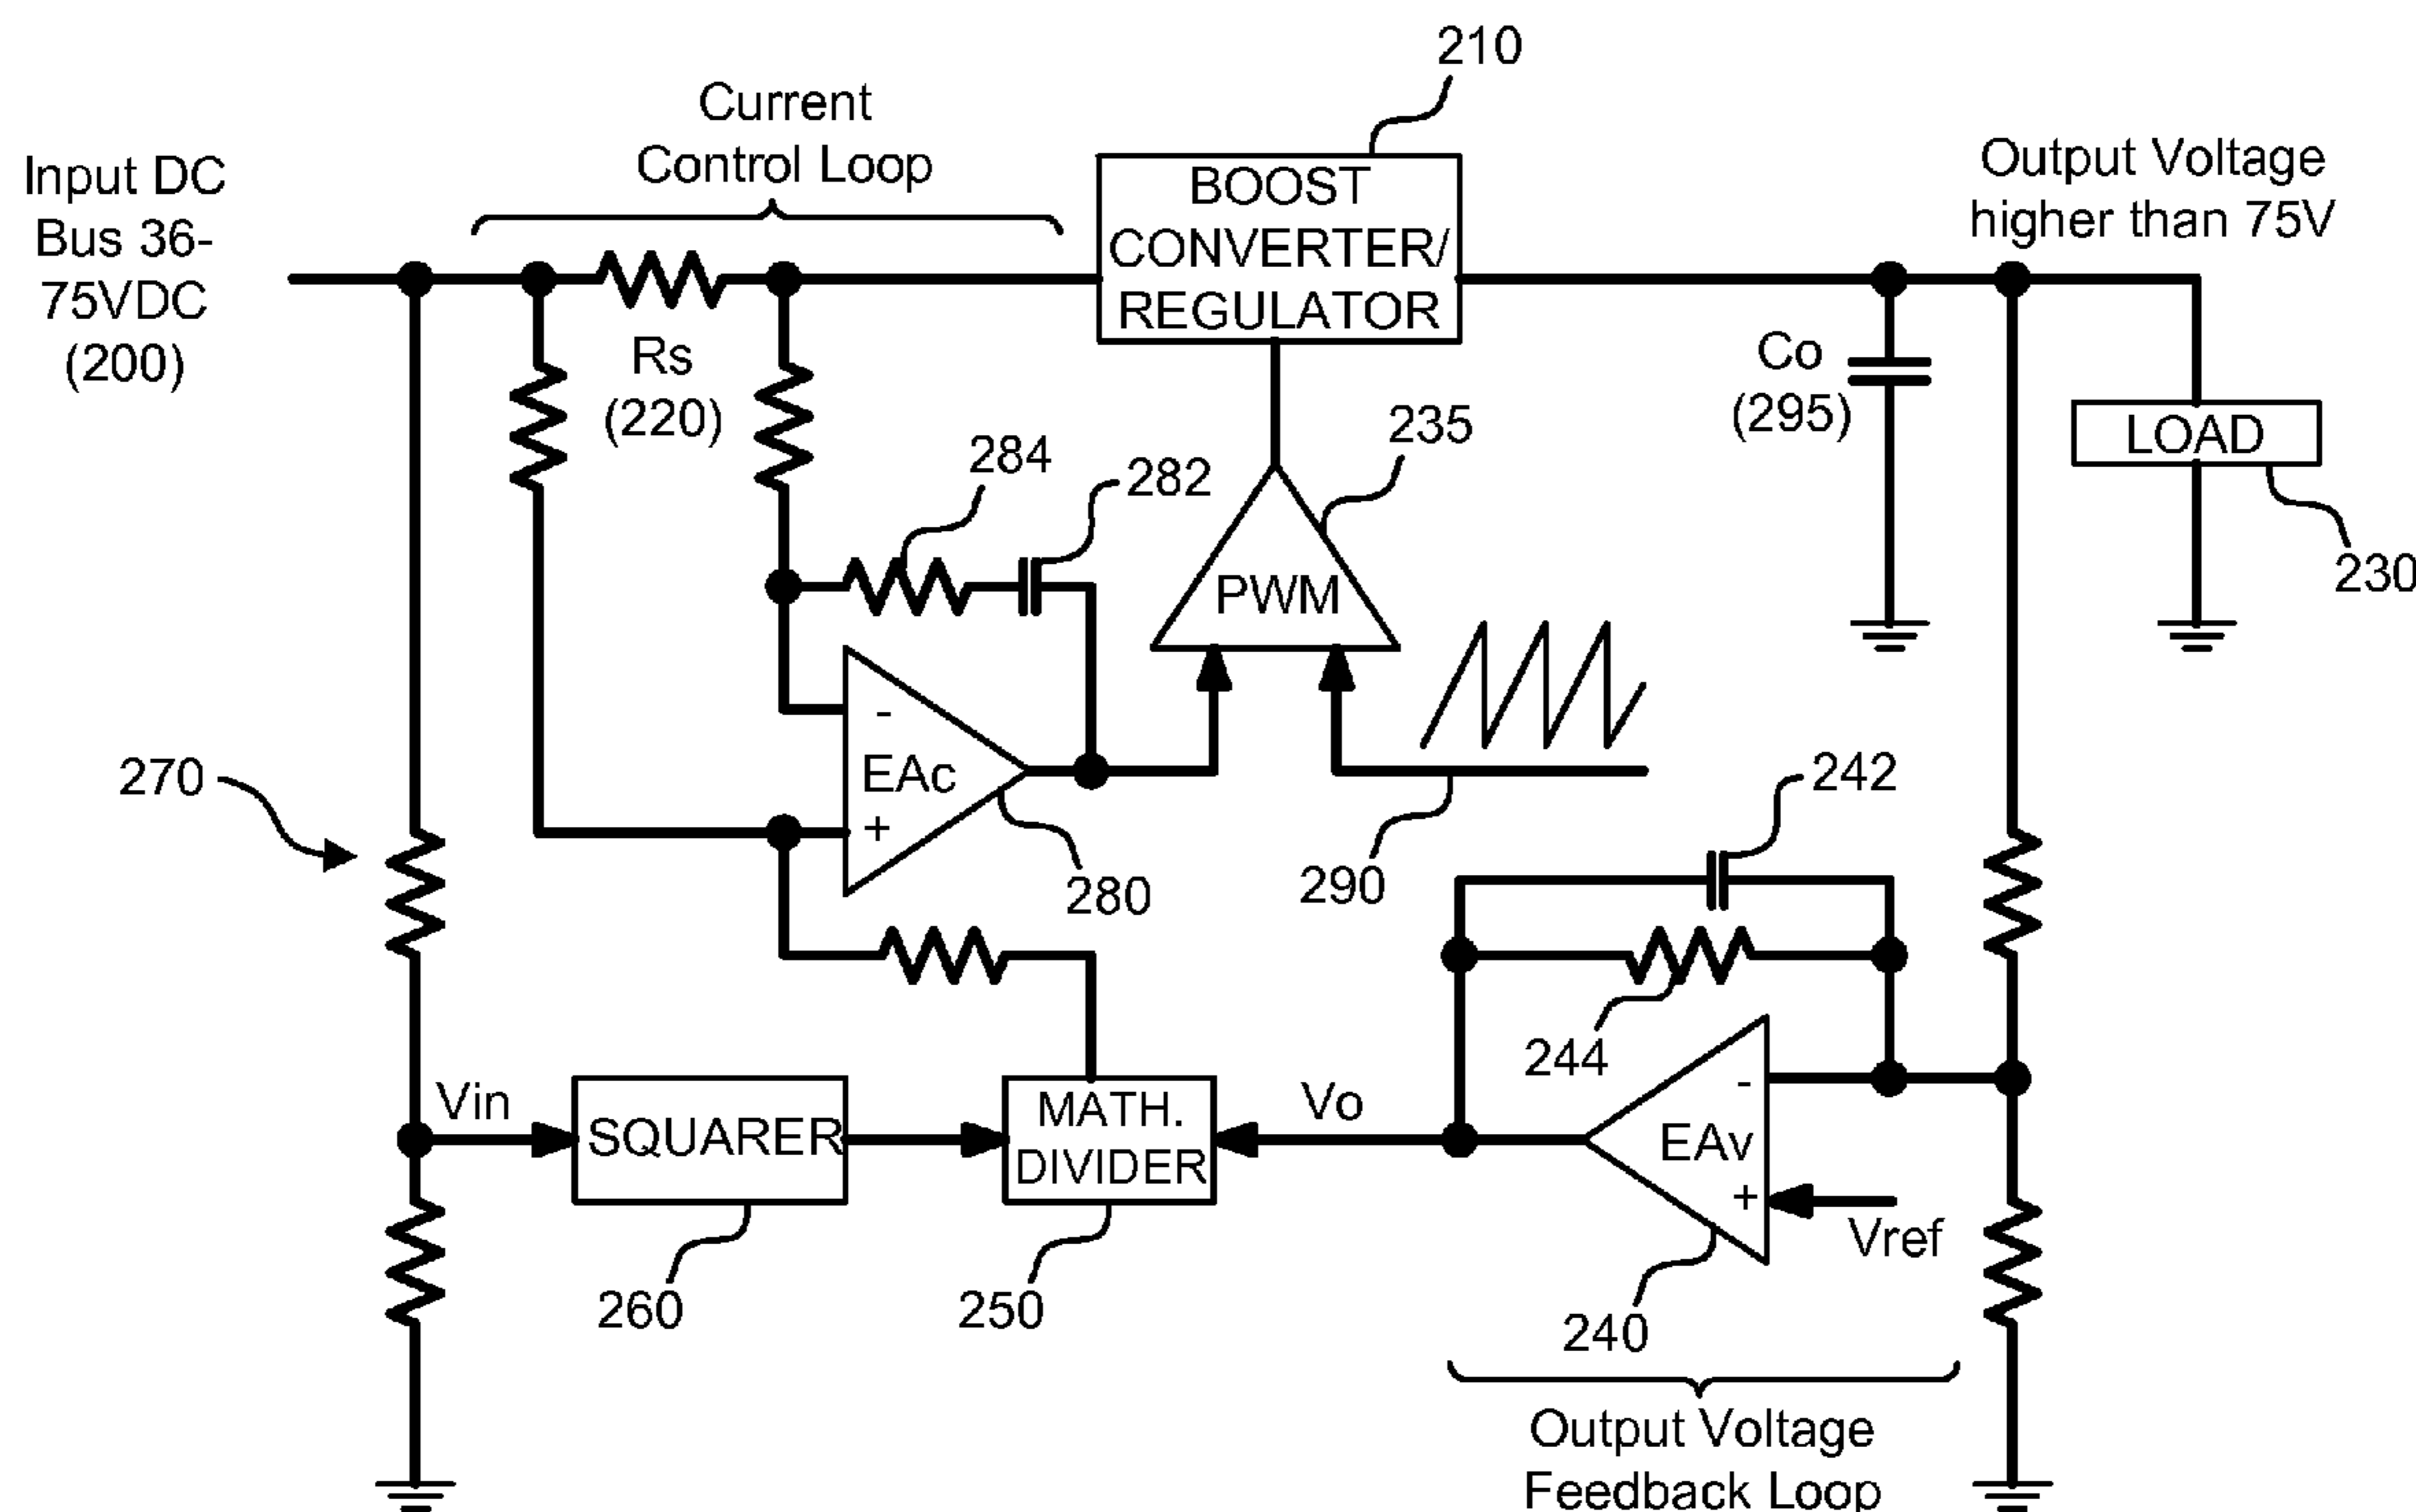 210
Current
Control Loop
Input DC
Bus 36-
75VDC
(200)
BOOST
CONVERTER/
REGULATOR
Output Voltage
higher than 75V
Rs
(220)
Co
(295)
LOAD
230
235
284
282
PWM
-
EAc
+
280
290
270
242
244
Vin
SQUARER
260
MATH.
DIVIDER
250
Vo
-
EAv
+
Vref
240
Output Voltage
Feedback Loop